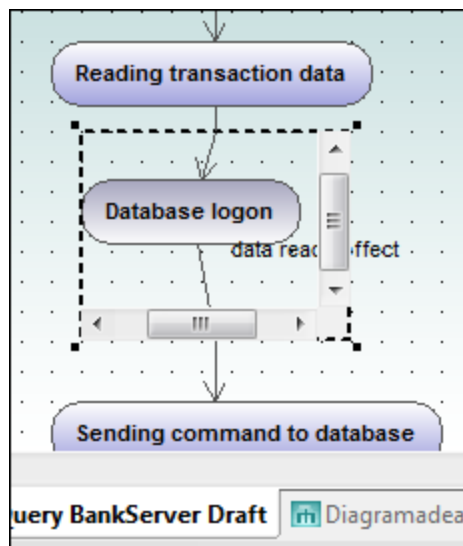 Reading transaction data
Database logon
data read
ffect
Sending command to database
uery BankServer Draft
Diagramadea